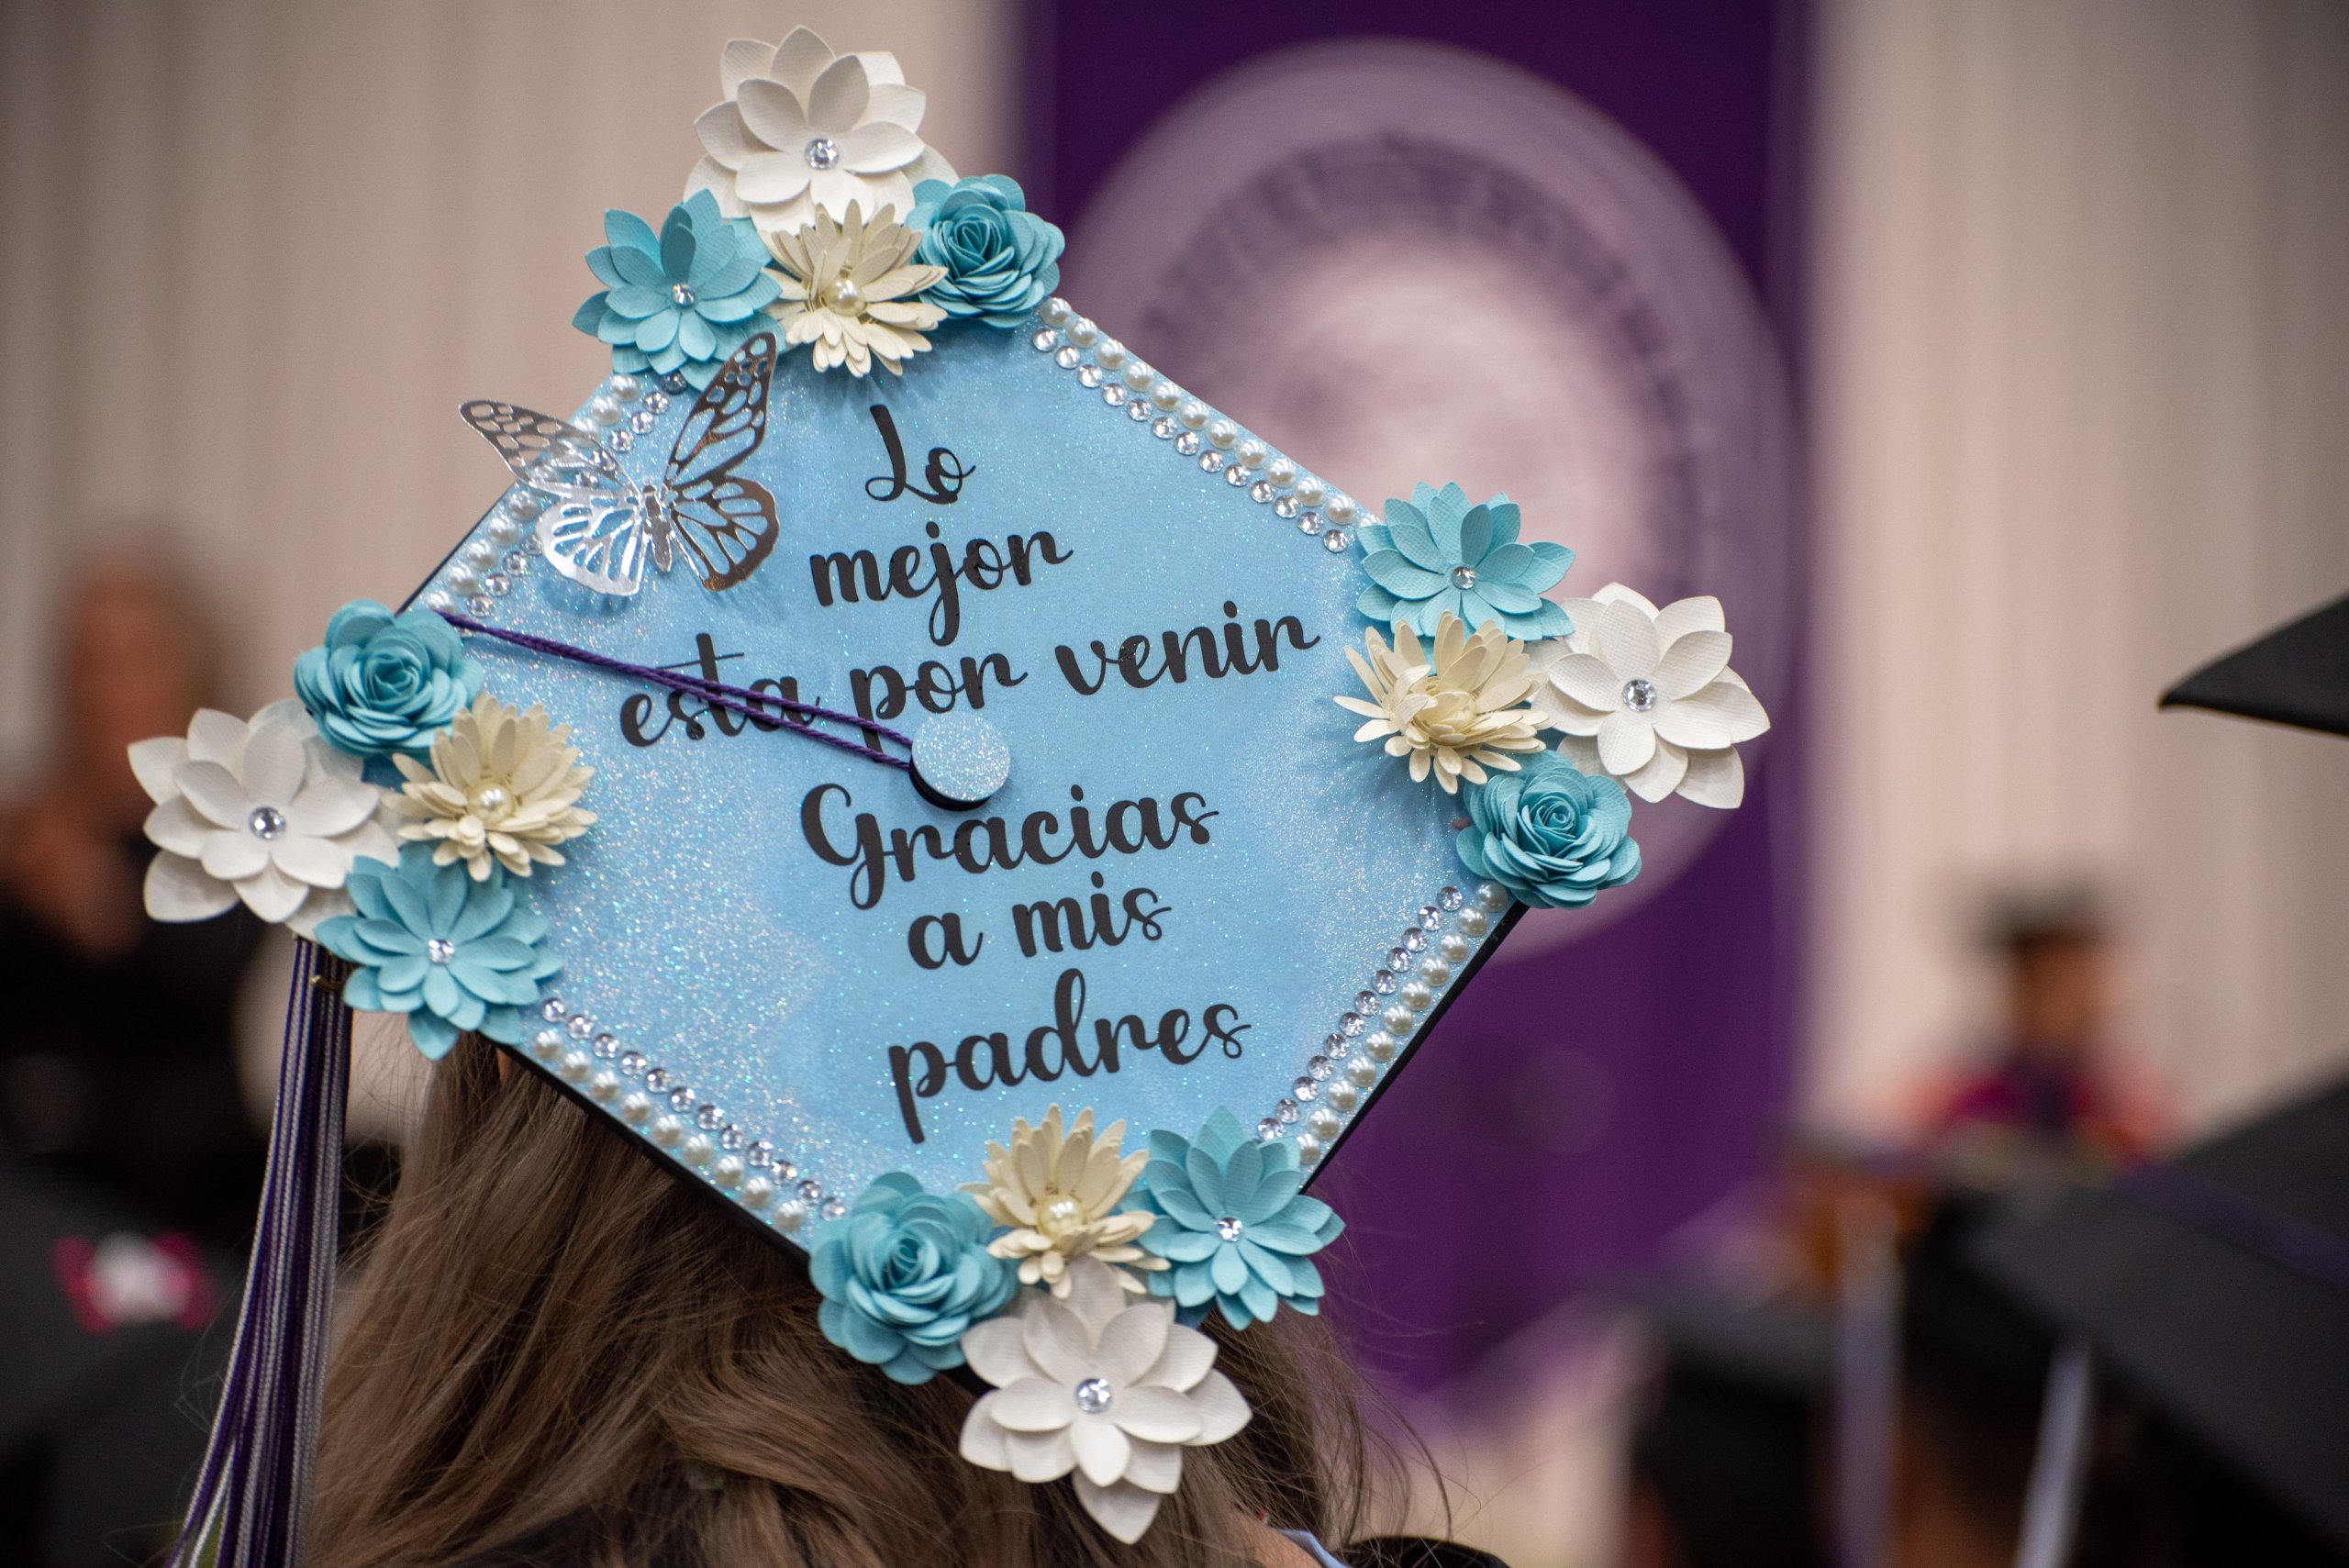 Lo
mejor
esta por venir
Gracias
a mis
padres